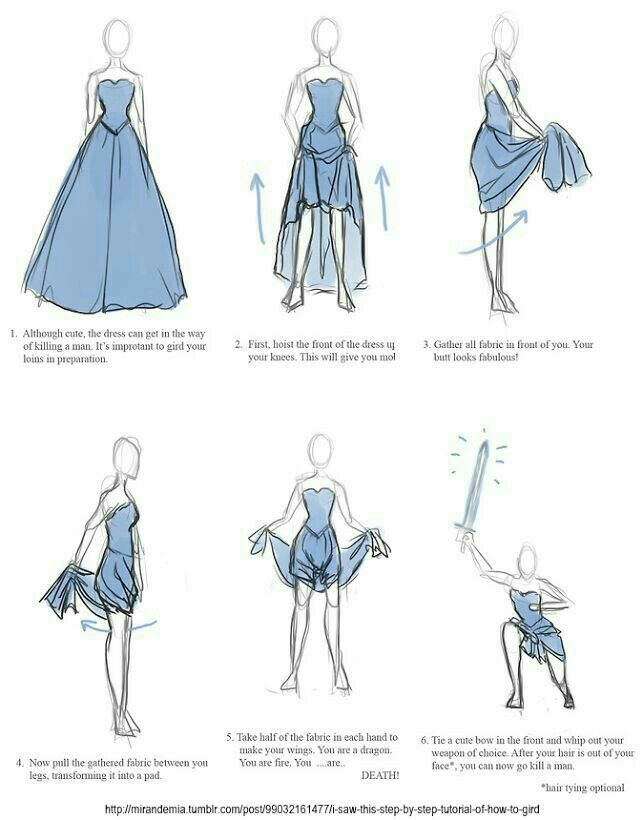 1. Although cute, the dress can get in the way
of killing a man. It's improtant to gird your
loins in preparation.
2. First, hoist the front of the dress up
your knees. This will give you mol
3. Gather all fabric in front of you. Your
butt looks fabulous!
4. Now pull the gathered fabric between you
legs, transforming it into a pad.
5. Take half of the fabric in each hand to
make your wings. You are a dragon.
You are fire. You ....are..
DEATH!
6. Tie a cute bow in the front and whip out your
weapon of choice. After your hair is out of your
face*, you can now go kill a man.
*hair tying optional
http://mirandemia.tumblr.com/post/99032161477/i-saw-this-step-by-step-tutorial-of-how-to-gird